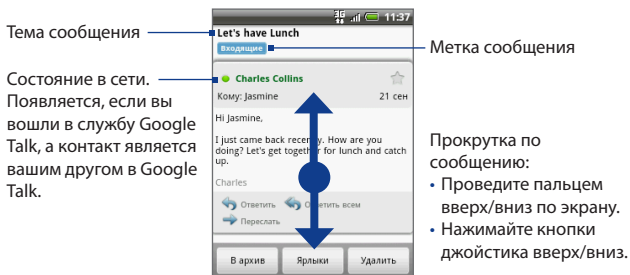 Тема сообщения
Состояние в сети.
Появляется, если вы
вошли в службу Google
Talk, а контакт является
вашим другом в Google
Talk.
3G 11:37
Let's have Lunch
Входящие
Charles Collins
Кому: Jasmine 21 сен
Hi Jasmine,
I just came back recently. How are you
doing? Let's get together for lunch and catch
up.
Charles
Ответить Ответить всем
Переслать
В архив Ярлыки Удалить
Метка сообщения
Прокрутка по
сообщению:
• Проведите пальцем
вверх/вниз по экрану.
• Нажимайте кнопки
джойстика вверх/вниз.